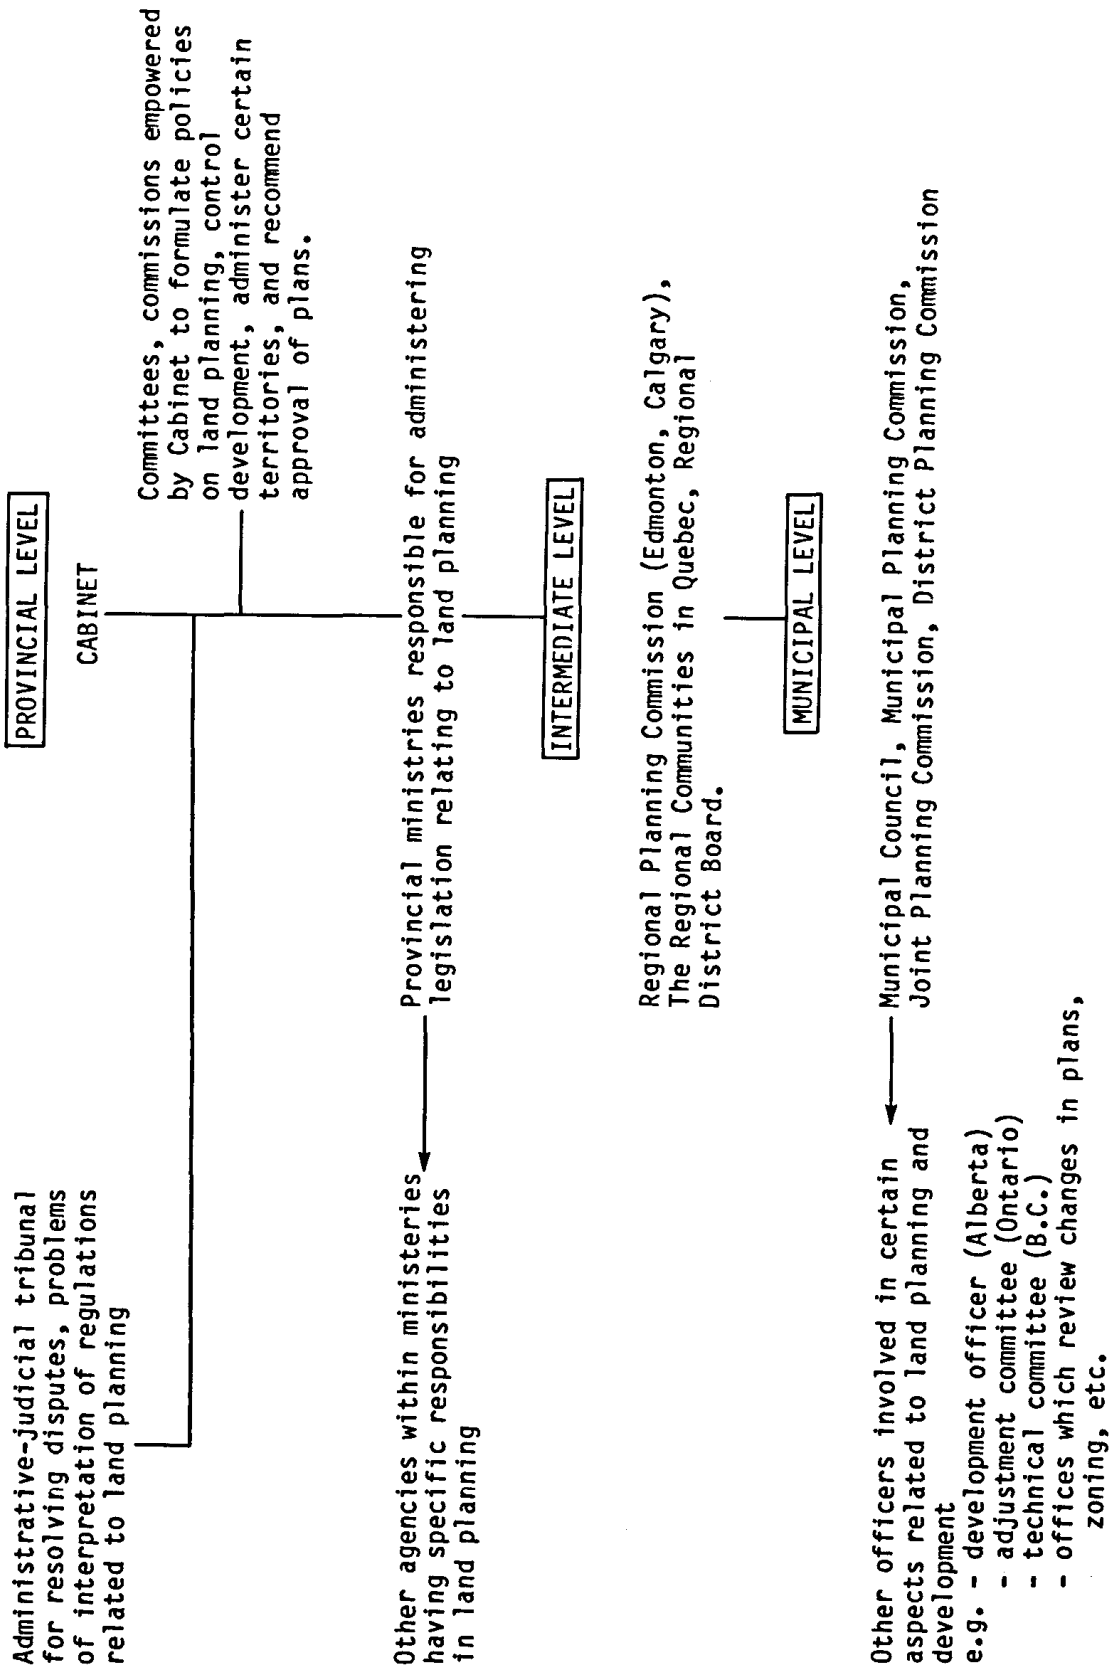 PROVINCIAL LEVEL
CABINET
Administrative-judicial tribunal
for resolving disputes, problems
of interpretation of regulations
related to land planning
Committees, commissions empowered
by Cabinet to formulate policies
on land planning, control
development, administer certain
territories, and recommend
approval of plans.
Other agencies within ministeries
having specific responsibilities
in land planning
Provincial ministries responsible for administering
legislation relating to land planning
INTERMEDIATE LEVEL
Regional Planning Commission (Edmonton, Calgary),
The Regional Communities in Quebec, Regional
District Board.
MUNICIPAL LEVEL
Other officers involved in certain
aspects related to land planning and
development
e.g. - development officer (Alberta)
- adjustment committee (Ontario)
- technical committee (B.C.)
- offices which review changes in plans,
zoning, etc.
Municipal Council, Municipal Planning Commission,
Joint Planning Commission, District Planning Commission